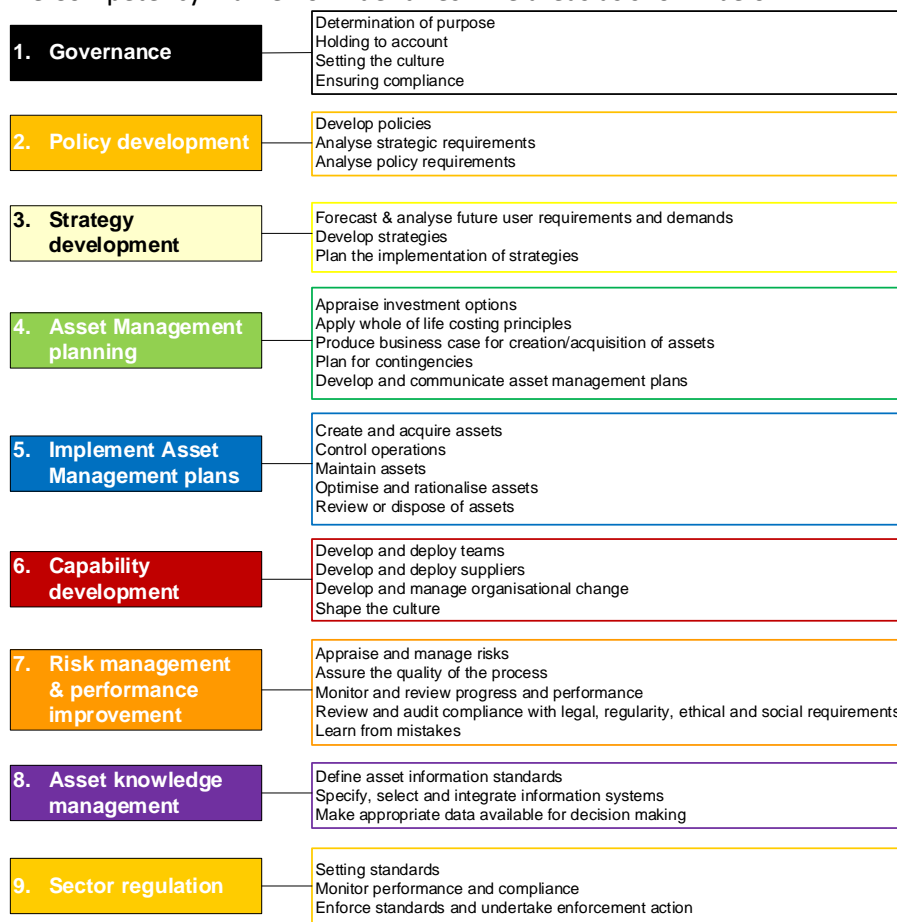 1. Governance
Determination of purpose
Holding to account
Setting the culture
Ensuring compliance
2. Policy development
Develop policies
Analyse strategic requirements
Analyse policy requirements
3. Strategy
development
Forecast & analyse future user requirements and demands
Develop strategies
Plan the implementation of strategies
4. Asset Management
planning
Appraise investment options
Apply whole of life costing principles
Produce business case for creation/acquisition of assets
Plan for contingencies
Develop and communicate asset management plans
5. Implement Asset
Management plans
Create and acquire assets
Control operations
Maintain assets
Optimise and rationalise assets
Review or dispose of assets
6. Capability
development
Develop and deploy teams
Develop and deploy suppliers
Develop and manage organisational change
Shape the culture
7. Risk management
& performance
improvement
Appraise and manage risks
Assure the quality of the process
Monitor and review progress and performance
Review and audit compliance with legal, regularity, ethical and social requirements
Learn from mistakes
8. Asset knowledge
management
Define asset information standards
Specify, select and integrate information systems
Make appropriate data available for decision making
9. Sector regulation
Setting standards
Monitor performance and compliance
Enforce standards and undertake enforcement action